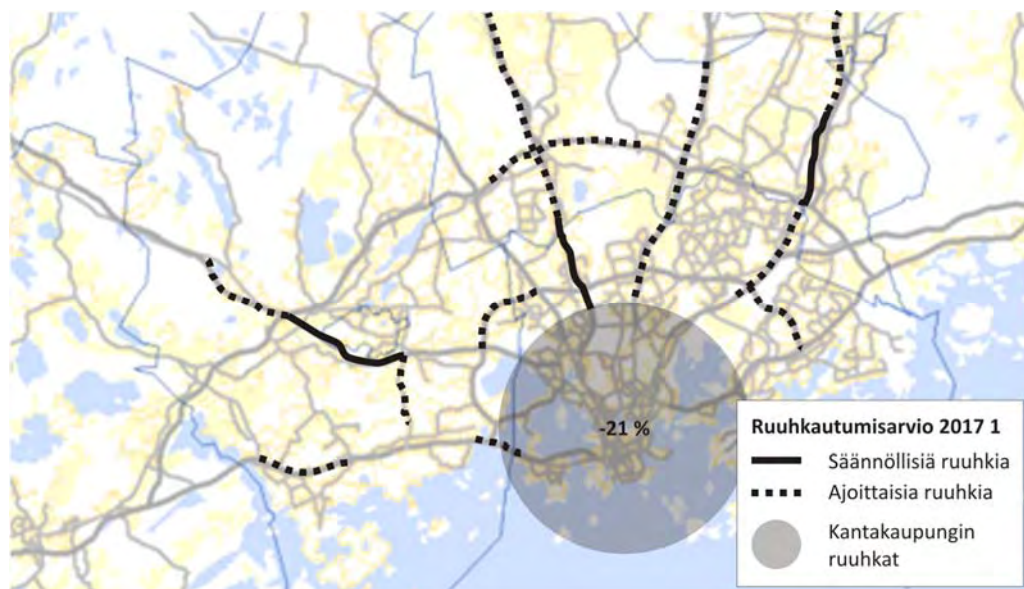 -21 %
Ruuhkautumisarvio 2017 1
Säännöllisiä ruuhkia
Ajoittaisia ruuhkia
Kantakaupungin
ruuhkat